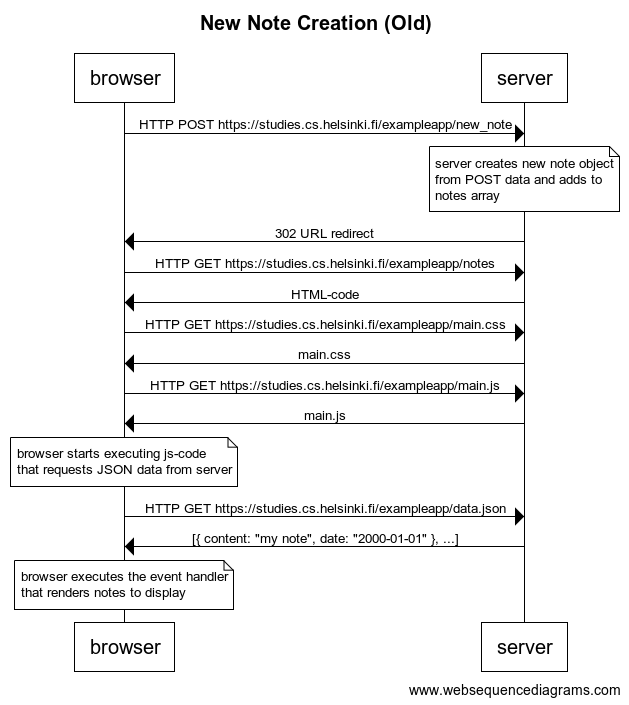 New Note Creation (Old)
browser
server
HTTP POST https://studies.cs.helsinki.fi/exampleapp/new_note
server creates new note object
from POST data and adds to
notes array
302 URL redirect
HTTP GET https://studies.cs.helsinki.fi/exampleapp/notes
HTML-code
HTTP GET https://studies.cs.helsinki.fi/exampleapp/main.css
main.css
HTTP GET https://studies.cs.helsinki.fi/exampleapp/main.js
main.js
browser starts executing js-code
that requests JSON data from server
HTTP GET https://studies.cs.helsinki.fi/exampleapp/data.json
[{ content: "my note", date: "2000-01-01" }, ...]
browser executes the event handler
that renders notes to display
browser
server
www.websequencediagrams.com